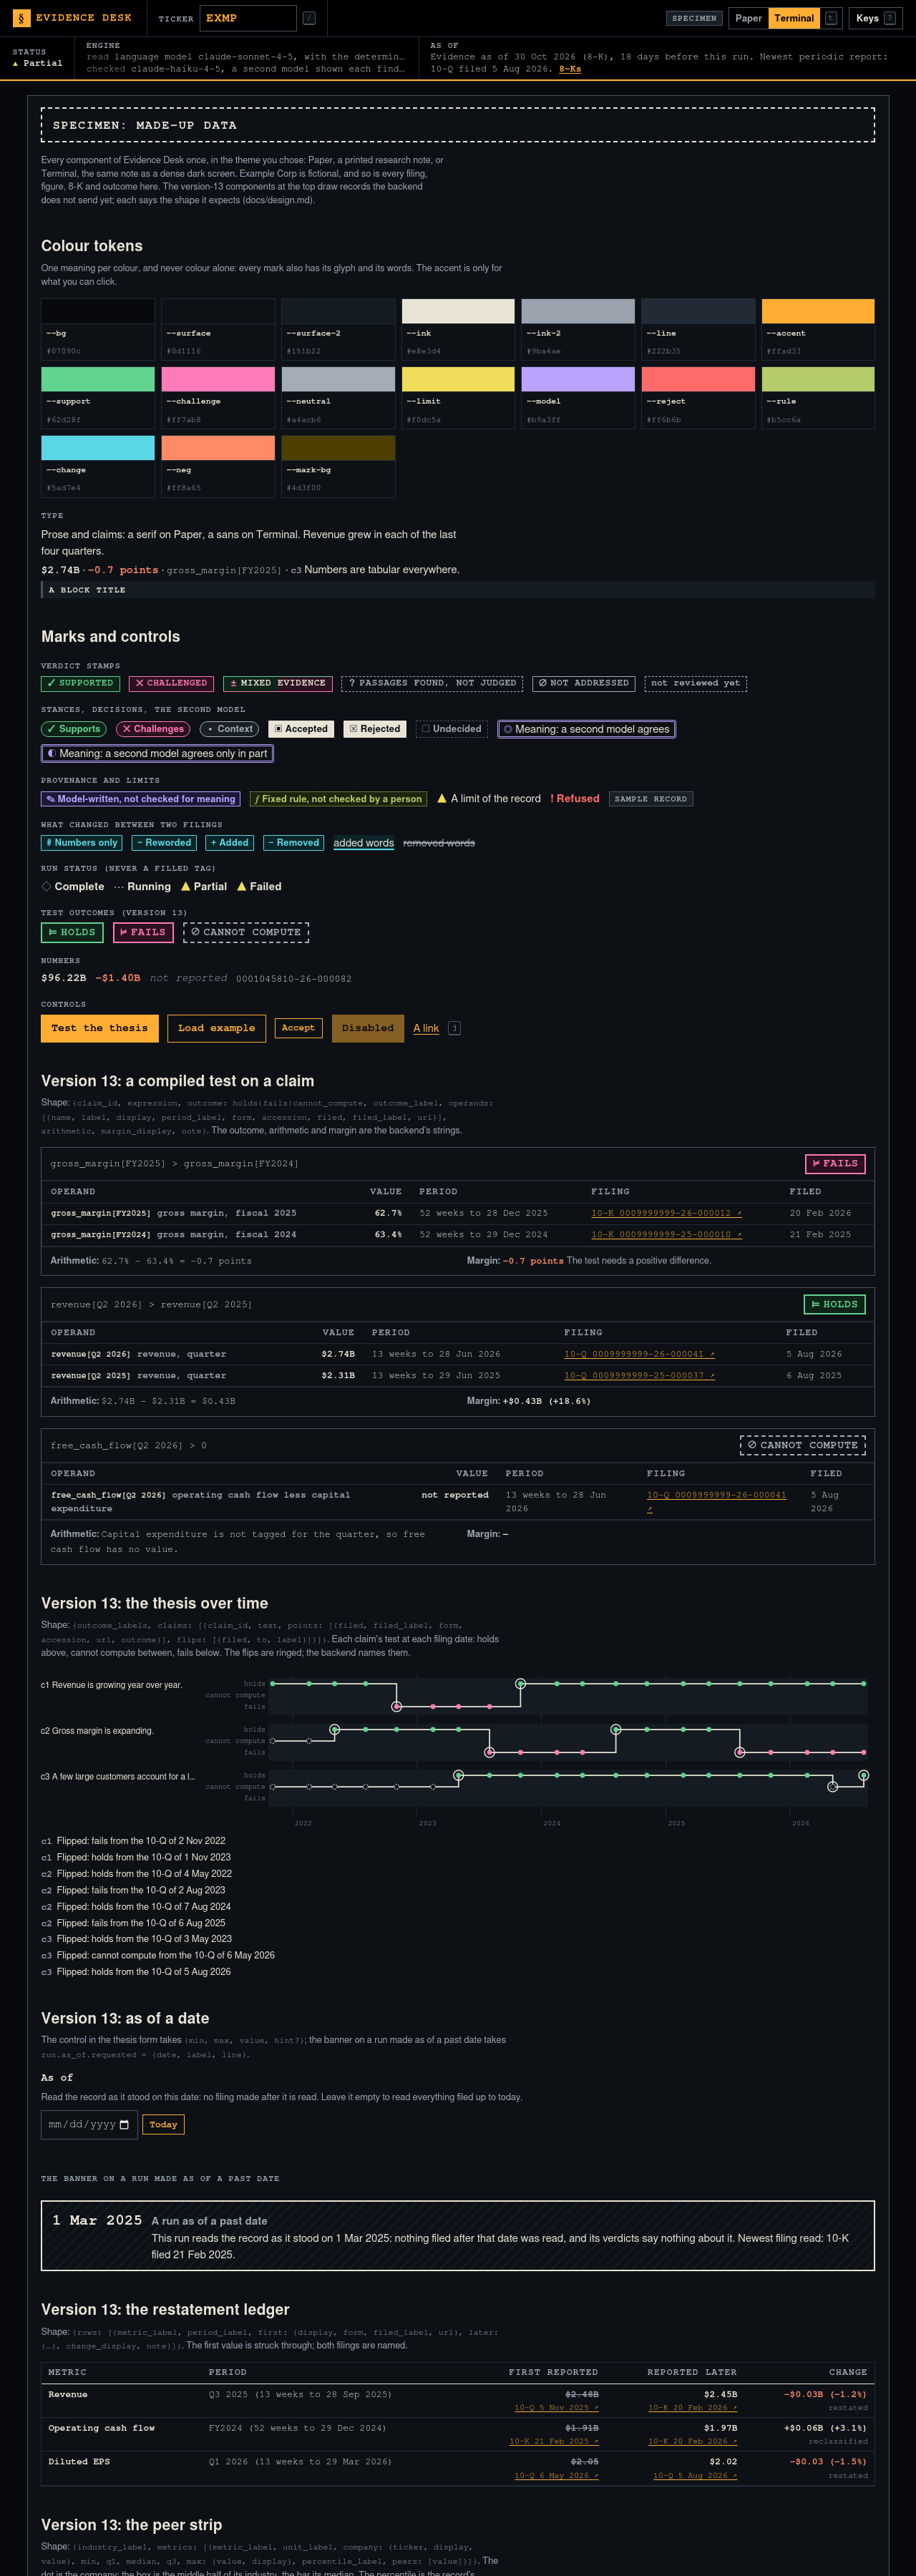 § EVIDENCE DESK
TICKER EXMP /
SPECIMEN Paper Terminal t Keys ?
STATUS
▲ Partial
ENGINE
read language model claude-sonnet-4-5, with the determin…
checked claude-haiku-4-5, a second model shown each find…
AS OF
Evidence as of 30 Oct 2026 (8-K), 18 days before this run. Newest periodic report:
10-Q filed 5 Aug 2026. 8-Ks
SPECIMEN: MADE-UP DATA
Every component of Evidence Desk once, in the theme you chose: Paper, a printed research note, or
Terminal, the same note as a dense dark screen. Example Corp is fictional, and so is every filing,
figure, 8-K and outcome here. The version-13 components at the top draw records the backend
does not send yet; each says the shape it expects (docs/design.md).
Colour tokens
One meaning per colour, and never colour alone: every mark also has its glyph and its words. The accent is only for
what you can click.
--bg --surface --surface-2 --ink --ink-2 --line --accent
#07090c #0d1116 #151b22 #e8e3d4 #9ba4ae #222b35 #ffad33
--support --challenge --neutral --limit --model --reject --rule
#62d28f #ff7ab8 #a4acb6 #f0dc5a #b9a3ff #ff6b6b #b5cc6a
--change --neg --mark-bg
#5ad7e4 #ff8a65 #4d3f00
TYPE
Prose and claims: a serif on Paper, a sans on Terminal. Revenue grew in each of the last
four quarters.
$2.74B · −0.7 points · gross_margin[FY2025] · c3 Numbers are tabular everywhere.
A BLOCK TITLE
Marks and controls
VERDICT STAMPS
✓ SUPPORTED ✕ CHALLENGED ± MIXED EVIDENCE ? PASSAGES FOUND, NOT JUDGED ∅ NOT ADDRESSED not reviewed yet
STANCES, DECISIONS, THE SECOND MODEL
✓ Supports ✕ Challenges • Context ▣ Accepted ☒ Rejected ☐ Undecided ◎ Meaning: a second model agrees
◐ Meaning: a second model agrees only in part
PROVENANCE AND LIMITS
✎ Model-written, not checked for meaning ƒ Fixed rule, not checked by a person ▲ A limit of the record ! Refused SAMPLE RECORD
WHAT CHANGED BETWEEN TWO FILINGS
# Numbers only ~ Reworded + Added − Removed added words removed words
RUN STATUS (NEVER A FILLED TAG)
◇ Complete ⋯ Running ▲ Partial ▲ Failed
TEST OUTCOMES (VERSION 13)
⊨ HOLDS ⊭ FAILS ⊘ CANNOT COMPUTE
NUMBERS
$96.22B −$1.40B not reported 0001045810-26-000082
CONTROLS
Test the thesis Load example Accept Disabled A link j
Version 13: a compiled test on a claim
Shape: {claim_id, expression, outcome: holds|fails|cannot_compute, outcome_label, operands:
[{name, label, display, period_label, form, accession, filed, filed_label, url}],
arithmetic, margin_display, note}. The outcome, arithmetic and margin are the backend's strings.
gross_margin[FY2025] > gross_margin[FY2024] ⊭ FAILS
OPERAND VALUE PERIOD FILING FILED
gross_margin[FY2025] gross margin, fiscal 2025 62.7% 52 weeks to 28 Dec 2025 10-K 0009999999-26-000012 ↗ 20 Feb 2026
gross_margin[FY2024] gross margin, fiscal 2024 63.4% 52 weeks to 29 Dec 2024 10-K 0009999999-25-000010 ↗ 21 Feb 2025
Arithmetic: 62.7% − 63.4% = −0.7 points Margin: −0.7 points The test needs a positive difference.
revenue[Q2 2026] > revenue[Q2 2025] ⊨ HOLDS
OPERAND VALUE PERIOD FILING FILED
revenue[Q2 2026] revenue, quarter $2.74B 13 weeks to 28 Jun 2026 10-Q 0009999999-26-000041 ↗ 5 Aug 2026
revenue[Q2 2025] revenue, quarter $2.31B 13 weeks to 29 Jun 2025 10-Q 0009999999-25-000037 ↗ 6 Aug 2025
Arithmetic: $2.74B − $2.31B = $0.43B Margin: +$0.43B (+18.6%)
free_cash_flow[Q2 2026] > 0 ⊘ CANNOT COMPUTE
OPERAND VALUE PERIOD FILING FILED
free_cash_flow[Q2 2026] operating cash flow less capital not reported 13 weeks to 28 Jun 10-Q 0009999999-26-000041 5 Aug
expenditure 2026 ↗ 2026
Arithmetic: Capital expenditure is not tagged for the quarter, so free Margin: —
cash flow has no value.
Version 13: the thesis over time
Shape: {outcome_labels, claims: [{claim_id, text, points: [{filed, filed_label, form,
accession, url, outcome}], flips: [{filed, to, label}]}]}. Each claim's test at each filing date: holds
above, cannot compute between, fails below. The flips are ringed; the backend names them.
c1 Revenue is growing year over year. holds
cannot compute
fails
c2 Gross margin is expanding. holds
cannot compute
fails
c3 A few large customers account for a l… holds
cannot compute
fails
2022 2023 2024 2025 2026
c1 Flipped: fails from the 10-Q of 2 Nov 2022
c1 Flipped: holds from the 10-Q of 1 Nov 2023
c2 Flipped: holds from the 10-Q of 4 May 2022
c2 Flipped: fails from the 10-Q of 2 Aug 2023
c2 Flipped: holds from the 10-Q of 7 Aug 2024
c2 Flipped: fails from the 10-Q of 6 Aug 2025
c3 Flipped: holds from the 10-Q of 3 May 2023
c3 Flipped: cannot compute from the 10-Q of 6 May 2026
c3 Flipped: holds from the 10-Q of 5 Aug 2026
Version 13: as of a date
The control in the thesis form takes {min, max, value, hint?}; the banner on a run made as of a past date takes
run.as_of.requested = {date, label, line}.
As of
Read the record as it stood on this date: no filing made after it is read. Leave it empty to read everything filed up to today.
mm/dd/yyyy Today
THE BANNER ON A RUN MADE AS OF A PAST DATE
1 Mar 2025 A run as of a past date
This run reads the record as it stood on 1 Mar 2025: nothing filed after that date was read, and its verdicts say nothing about it. Newest filing read: 10-K
filed 21 Feb 2025.
Version 13: the restatement ledger
Shape: {rows: [{metric_label, period_label, first: {display, form, filed_label, url}, later:
{…}, change_display, note}]}. The first value is struck through; both filings are named.
METRIC PERIOD FIRST REPORTED REPORTED LATER CHANGE
Revenue Q3 2025 (13 weeks to 28 Sep 2025) $2.48B $2.45B −$0.03B (−1.2%)
10-Q 5 Nov 2025 ↗ 10-K 20 Feb 2026 ↗ restated
Operating cash flow FY2024 (52 weeks to 29 Dec 2024) $1.91B $1.97B +$0.06B (+3.1%)
10-K 21 Feb 2025 ↗ 10-K 20 Feb 2026 ↗ reclassified
Diluted EPS Q1 2026 (13 weeks to 29 Mar 2026) $2.05 $2.02 −$0.03 (−1.5%)
10-Q 6 May 2026 ↗ 10-Q 5 Aug 2026 ↗ restated
Version 13: the peer strip
Shape: {industry_label, metrics: [{metric_label, unit_label, company: {ticker, display,
value}, min, q1, median, q3, max: {value, display}, percentile_label, peers: [value]}]}. The